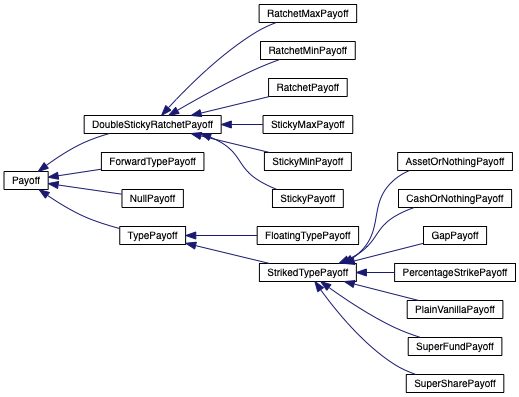 RatchetMaxPayoff
RatchetMinPayoff
RatchetPayoff
DoubleStickyRatchetPayoff
StickyMaxPayoff
ForwardTypePayoff
StickyMinPayoff
AssetOrNothingPayoff
Payoff
NullPayoff
StickyPayoff
CashOrNothingPayoff
TypePayoff
FloatingTypePayoff
GapPayoff
StrikedTypePayoff
PercentageStrikePayoff
PlainVanillaPayoff
SuperFundPayoff
SuperSharePayoff